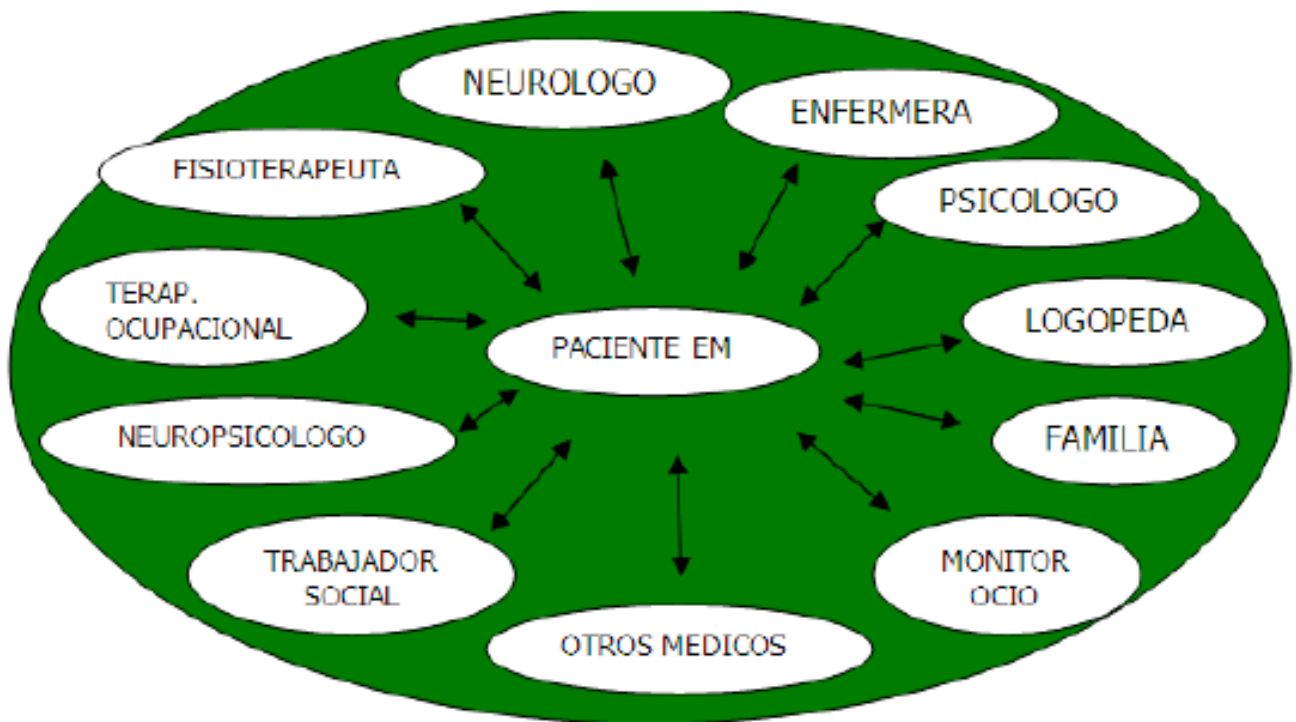 NEUROLOGO
ENFERMERA
FISIOTERAPEUTA
PSICOLOGO
TERAP.
OCUPACIONAL
LOGOPEDA
PACIENTE EM
NEUROPSICOLOGO
FAMILIA
TRABAJADOR
SOCIAL
MONITOR
OCIO
OTROS MEDICOS